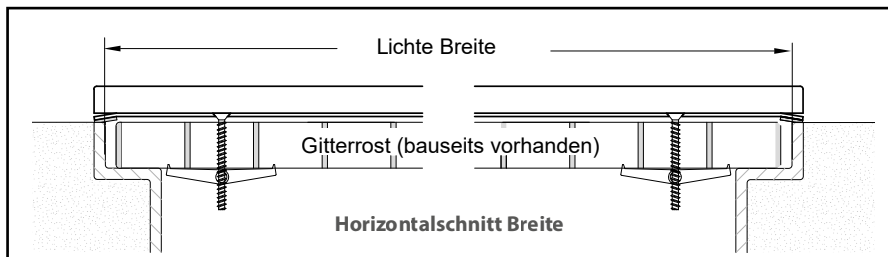 Lichte Breite
Gitterrost (bauseits vorhanden)
Horizontalschnitt Breite